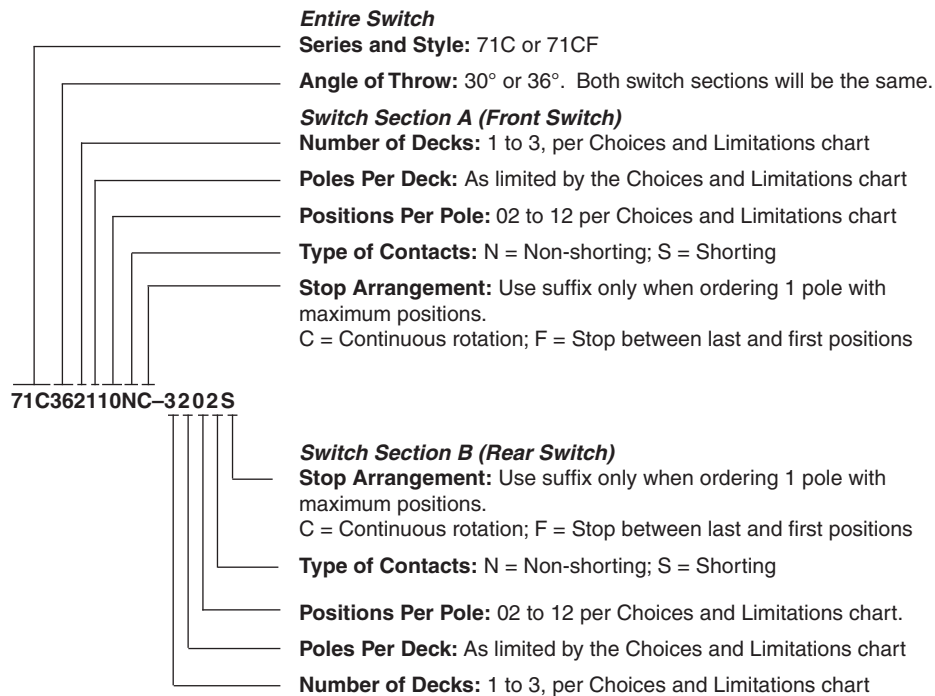 Entire Switch
Series and Style: 71C or 71CF
Angle of Throw: 30° or 36°. Both switch sections will be the same.
Switch Section A (Front Switch)
Number of Decks: 1 to 3, per Choices and Limitations chart
Poles Per Deck: As limited by the Choices and Limitations chart
Positions Per Pole: 02 to 12 per Choices and Limitations chart
Type of Contacts: N = Non-shorting; S = Shorting
Stop Arrangement: Use suffix only when ordering 1 pole with
maximum positions.
C = Continuous rotation; F = Stop between last and first positions
71C362110NC–3202S
Switch Section B (Rear Switch)
Stop Arrangement: Use suffix only when ordering 1 pole with
maximum positions.
C = Continuous rotation; F = Stop between last and first positions
Type of Contacts: N = Non-shorting; S = Shorting
Positions Per Pole: 02 to 12 per Choices and Limitations chart.
Poles Per Deck: As limited by the Choices and Limitations chart
Number of Decks: 1 to 3, per Choices and Limitations chart